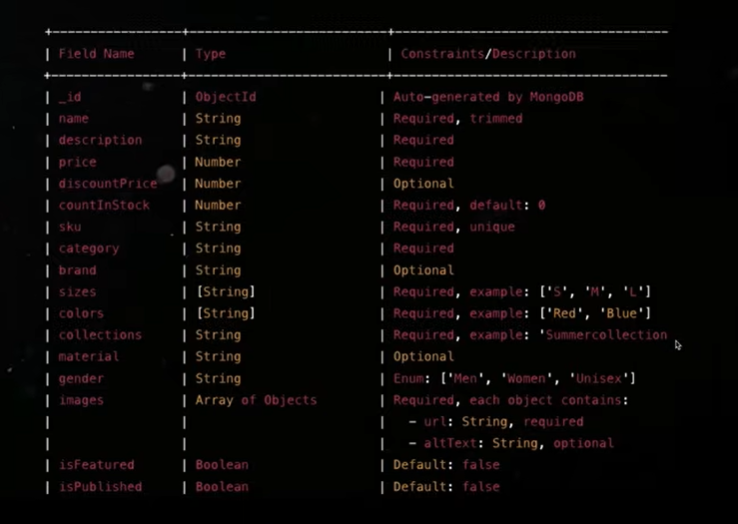 +-----------------+--------------------------+-----------------------------------
| Field Name | Type | Constraints/Description
+-----------------+--------------------------+-----------------------------------
| _id | ObjectId | Auto-generated by MongoDB
| name | String | Required, trimmed
| description | String | Required
| price | Number | Required
| discountPrice | Number | Optional
| countInStock | Number | Required, default: 0
| sku | String | Required, unique
| category | String | Required
| brand | String | Optional
| sizes | [String] | Required, example: ['S', 'M', 'L']
| colors | [String] | Required, example: ['Red', 'Blue']
| collections | String | Required, example: 'Summercollection
| material | String | Optional
| gender | String | Enum: ['Men', 'Women', 'Unisex']
| images | Array of Objects | Required, each object contains:
| | | - url: String, required
| | | - altText: String, optional
| isFeatured | Boolean | Default: false
| isPublished | Boolean | Default: false